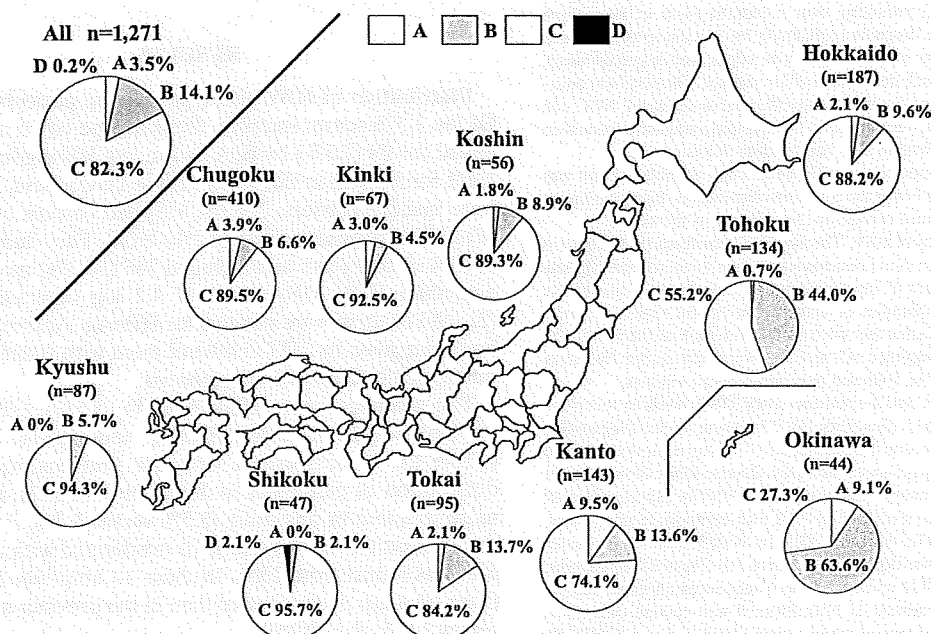 All n=1,271
D 0.2% A 3.5%
B 14.1%
C 82.3%
A B C D
Hokkaido
(n=187)
A 2.1% B 9.6%
C 88.2%
Koshin
(n=56)
A 1.8%
B 8.9%
C 89.3%
Chugoku
(n=410)
A 3.9%
B 6.6%
C 89.5%
Kinki
(n=67)
A 3.0%
B 4.5%
C 92.5%
Tohoku
(n=134)
A 0.7%
C 55.2% B 44.0%
Kyushu
(n=87)
A 0% B 5.7%
C 94.3%
Shikoku
(n=47)
A 0%
D 2.1% B 2.1%
C 95.7%
Tokai
(n=95)
A 2.1%
B 13.7%
C 84.2%
Kanto
(n=143)
A 9.5%
B 13.6%
C 74.1%
Okinawa
(n=44)
C 27.3% A 9.1%
B 63.6%